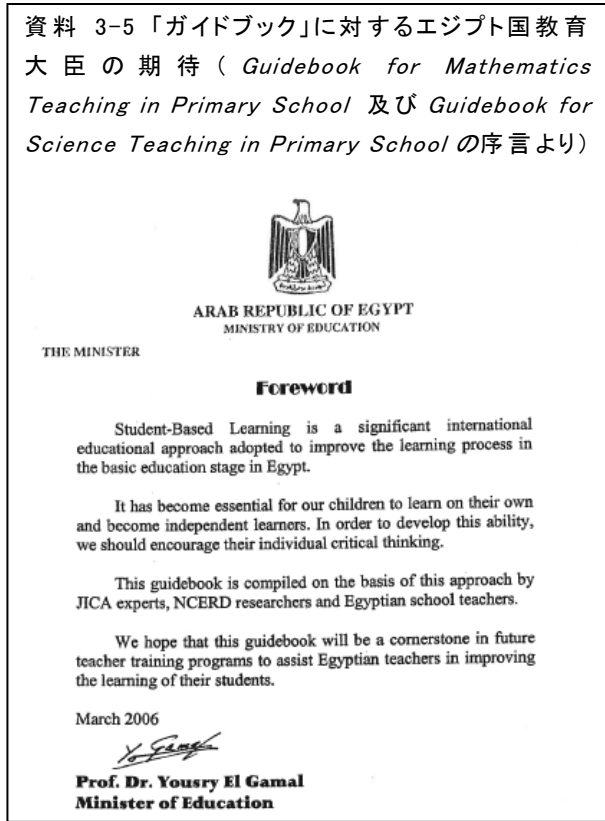 資料 3-5 「ガイドブック」に対するエジプト国教育
大臣の期待( Guidebook for Mathematics
Teaching in Primary School 及び Guidebook for
Science Teaching in Primary School の序言より)
ARAB REPUBLIC OF EGYPT
MINISTRY OF EDUCATION
THE MINISTER
Foreword
Student-Based Learning is a significant international
educational approach adopted to improve the learning process in
the basic education stage in Egypt.
It has become essential for our children to learn on their own
and become independent learners. In order to develop this ability,
we should encourage their individual critical thinking.
This guidebook is compiled on the basis of this approach by
JICA experts, NCERD researchers and Egyptian school teachers.
We hope that this guidebook will be a cornerstone in future
teacher training programs to assist Egyptian teachers in improving
the learning of their students.
March 2006
Yo Gamal
Prof. Dr. Yousry El Gamal
Minister of Education